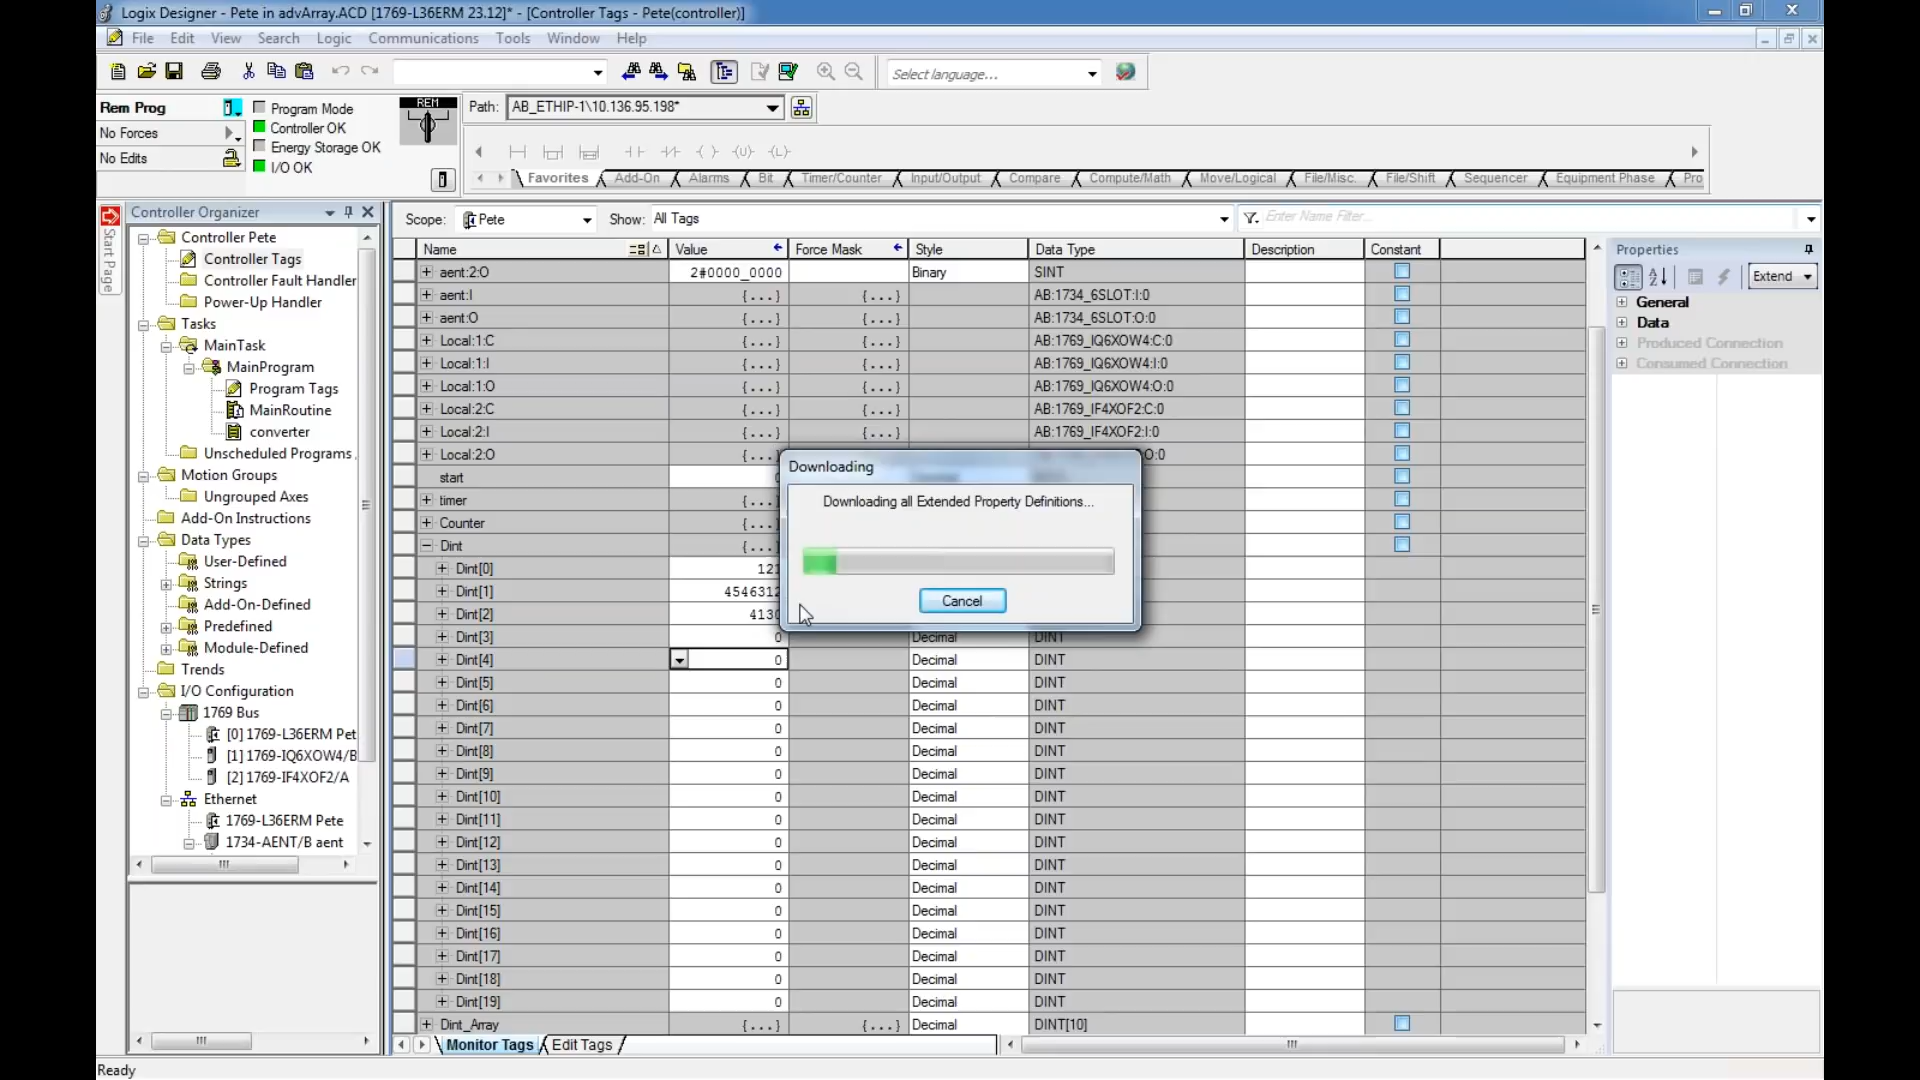 Logix Designer - Pete in advArray.ACD [1769-L36ERM 23.12]* - [Controller Tags - Pete(controller)]
File Edit View Search Logic Communications Tools Window Help
Select language...
Rem Prog
No Forces
No Edits
Program Mode
Controller OK
Energy Storage OK
I/O OK
REM
Path: AB_ETHIP-1\10.136.95.198*
Favorites Add-On Alarms Bit Timer/Counter Input/Output Compare Compute/Math Move/Logical File/Misc. File/Shift Sequencer Equipment Phase Pro
Start Page
Controller Organizer
Controller Pete
Controller Tags
Controller Fault Handler
Power-Up Handler
Tasks
MainTask
MainProgram
Program Tags
MainRoutine
converter
Unscheduled Programs
Motion Groups
Ungrouped Axes
Add-On Instructions
Data Types
User-Defined
Strings
Add-On-Defined
Predefined
Module-Defined
Trends
I/O Configuration
1769 Bus
[0] 1769-L36ERM Pet
[1] 1769-IQ6XOW4/B
[2] 1769-IF4XOF2/A
Ethernet
1769-L36ERM Pete
1734-AENT/B aent
Scope: Pete Show: All Tags Enter Name Filter...
Name Value Force Mask Style Data Type Description Constant
aent:2:O 2#0000_0000 Binary SINT
aent:I {...} {...} AB:1734_6SLOT:I:0
aent:O {...} {...} AB:1734_6SLOT:O:0
Local:1:C {...} {...} AB:1769_IQ6XOW4:C:0
Local:1:I {...} {...} AB:1769_IQ6XOW4:I:0
Local:1:O {...} {...} AB:1769_IQ6XOW4:O:0
Local:2:C {...} {...} AB:1769_IF4XOF2:C:0
Local:2:I {...} {...} AB:1769_IF4XOF2:I:0
Local:2:O {... O:0
start
timer {...
Counter {...
Dint {...
Dint[0] 121
Dint[1] 4546312
Dint[2] 4130
Dint[3] 0 Decimal DINT
Dint[4] 0 Decimal DINT
Dint[5] 0 Decimal DINT
Dint[6] 0 Decimal DINT
Dint[7] 0 Decimal DINT
Dint[8] 0 Decimal DINT
Dint[9] 0 Decimal DINT
Dint[10] 0 Decimal DINT
Dint[11] 0 Decimal DINT
Dint[12] 0 Decimal DINT
Dint[13] 0 Decimal DINT
Dint[14] 0 Decimal DINT
Dint[15] 0 Decimal DINT
Dint[16] 0 Decimal DINT
Dint[17] 0 Decimal DINT
Dint[18] 0 Decimal DINT
Dint[19] 0 Decimal DINT
Dint_Array {...} {...} Decimal DINT[10]
Monitor Tags Edit Tags
Downloading
Downloading all Extended Property Definitions...
Cancel
Properties
Extend
General
Data
Produced Connection
Consumed Connection
Ready